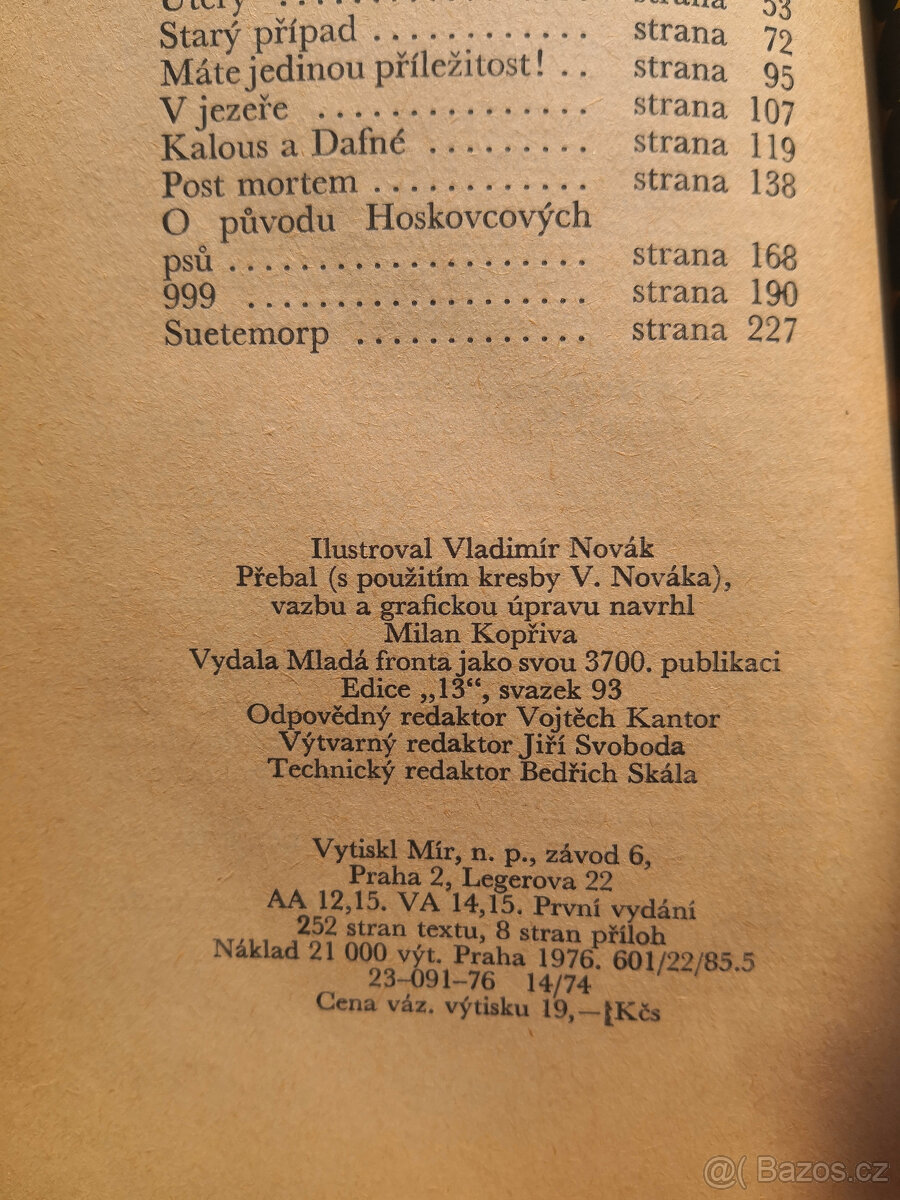 Úterý . . . . . . . . . . . . . . . . . strana 53
Starý případ . . . . . . . . . . . . strana 72
Máte jedinou příležitost! . . strana 95
V jezeře . . . . . . . . . . . . . . . strana 107
Kalous a Dafné . . . . . . . . . strana 119
Post mortem . . . . . . . . . . . . strana 138
O původu Hoskovcových
psů . . . . . . . . . . . . . . . . . . . . strana 168
999 . . . . . . . . . . . . . . . . . . . strana 190
Suetemorp . . . . . . . . . . . . . strana 227
Ilustroval Vladimír Novák
Přebal (s použitím kresby V. Nováka),
vazbu a grafickou úpravu navrhl
Milan Kopřiva
Vydala Mladá fronta jako svou 3700. publikaci
Edice „13“, svazek 93
Odpovědný redaktor Vojtěch Kantor
Výtvarný redaktor Jiří Svoboda
Technický redaktor Bedřich Skála
Vytiskl Mír, n. p., závod 6,
Praha 2, Legerova 22
AA 12,15. VA 14,15. První vydání
252 stran textu, 8 stran příloh
Náklad 21 000 výt. Praha 1976. 601/22/85.5
23-091-76 14/74
Cena váz. výtisku 19,— Kčs
@( Bazos.cz